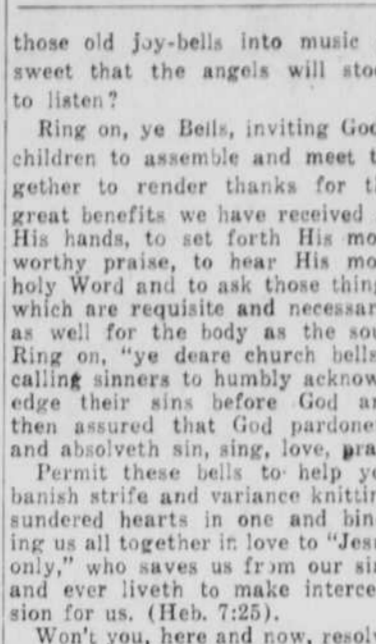 those old joy-bells into music
sweet that the angels will stoo
to listen?
Ring on, ye Bells, inviting God
children to assemble and meet t
gether to render thanks for th
great benefits we have received
His hands, to set forth His mo
worthy praise, to hear His mo
holy Word and to ask those thing
which are requisite and necessar
as well for the body as the sou
Ring on, "ye deare church bells
calling sinners to humbly acknow
edge their sins before God an
then assured that God pardone
and absolveth sin, sing, love, pra
Permit these bells to help yo
banish strife and variance knittin
sundered hearts in one and bin
ing us all together in love to "Jesu
only," who saves us from our sin
and ever liveth to make interce
sion for us. (Heb. 7:25).
Won't you, here and now, resolv